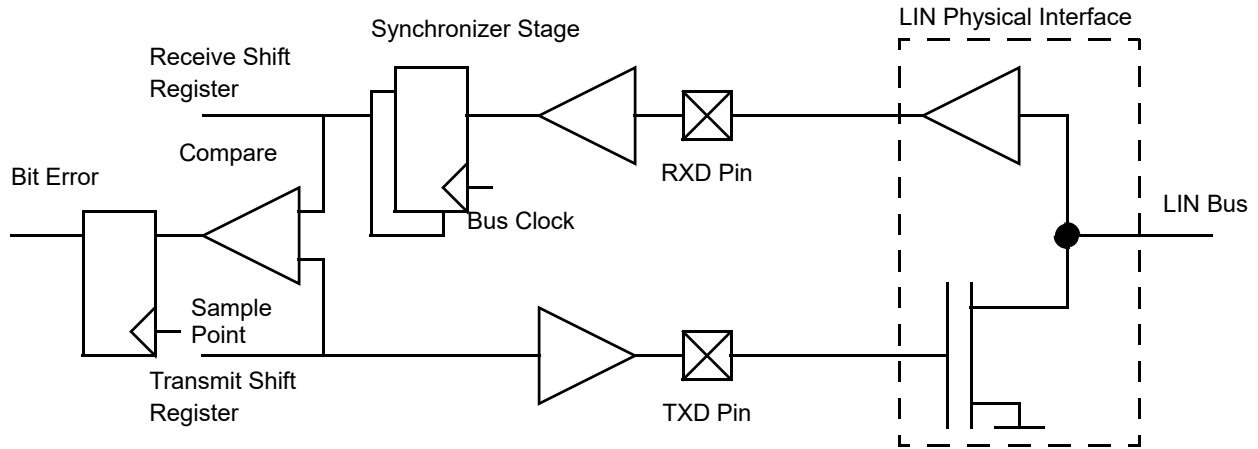 LIN Physical Interface
Synchronizer Stage
Receive Shift
Register
Compare
RXD Pin
Bit Error
LIN Bus
Bus Clock
Sample
Point
Transmit Shift
Register
TXD Pin